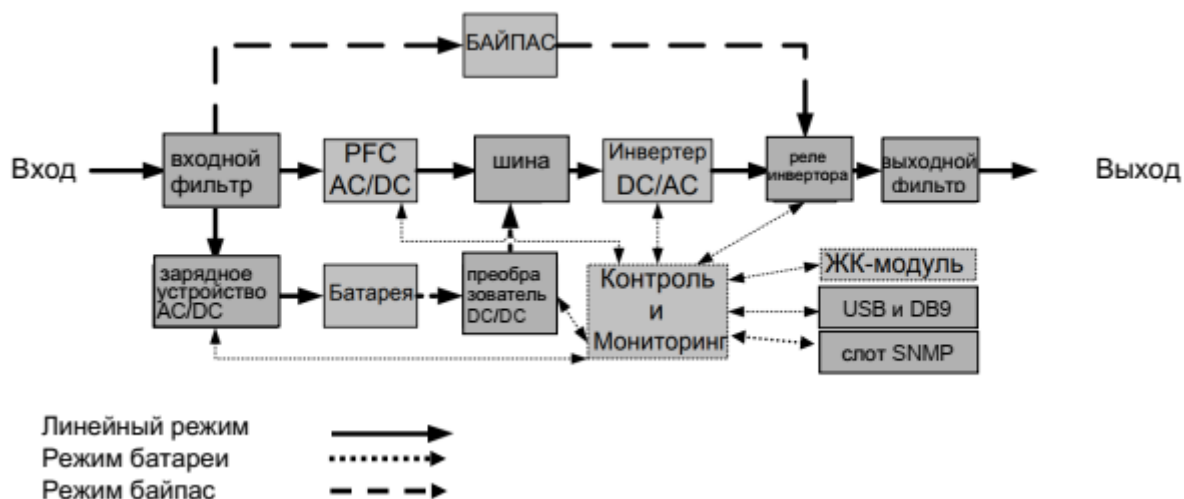 БАЙПАС
Вход
входной
фильтр
PFC
AC/DC
шина
Инвертер
DC/AC
реле
инвертора
выходной
фильтр
Выход
зарядное
устройство
AC/DC
Батарея
преобра
зователь
DC/DC
Контроль
и
Мониторинг
ЖК-модуль
USB и DB9
слот SNMP
Линейный режим
Режим батареи
Режим байпас